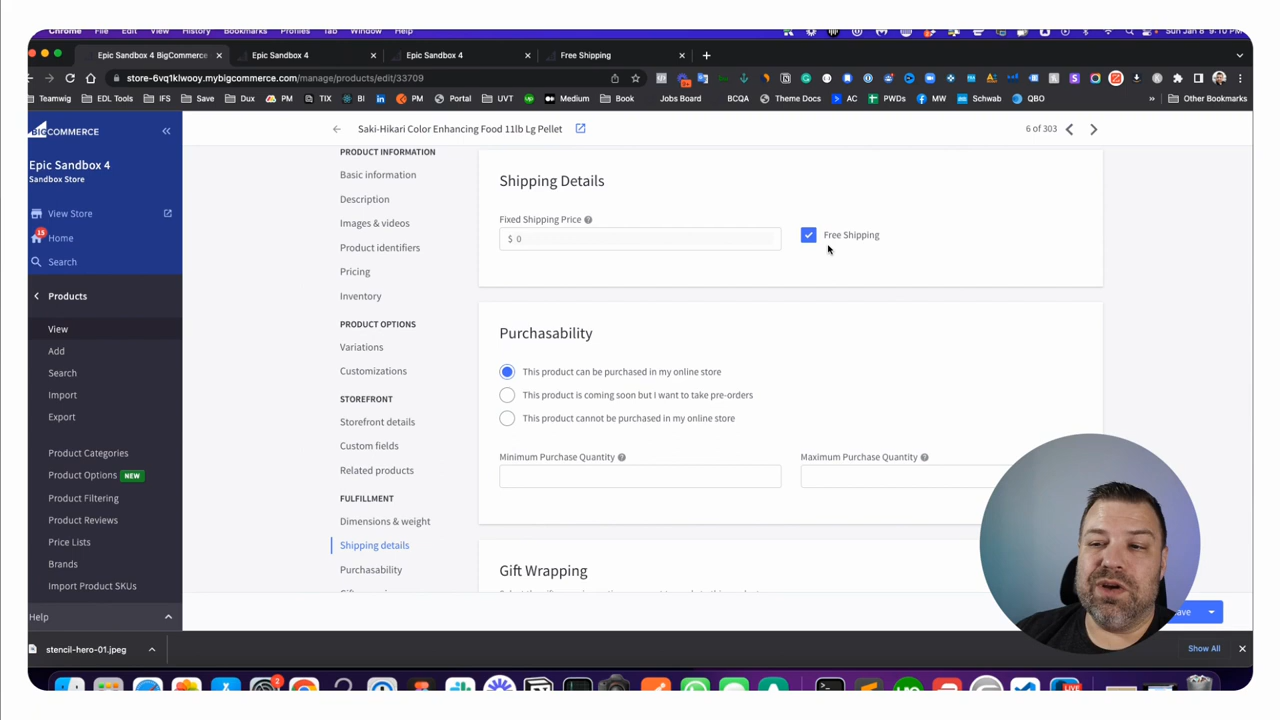 Chrome File Edit View History Bookmarks Profiles Tab Window Help
Sun Jan 8 9:10 PM
Epic Sandbox 4 BigCommerce
Epic Sandbox 4
Epic Sandbox 4
Free Shipping
store-6vq1klwooy.mybigcommerce.com/manage/products/edit/33709
Teamwig EDL Tools IFS Save Dux PM TIX BI PM Portal UVT Medium Book Jobs Board BCQA Theme Docs AC PWDs MW Schwab QBO » Other Bookmarks
BIGCOMMERCE
Epic Sandbox 4
Sandbox Store
View Store
15
Home
Search
Products
View
Add
Search
Import
Export
Product Categories
Product Options NEW
Product Filtering
Product Reviews
Price Lists
Brands
Import Product SKUs
Help
Saki-Hikari Color Enhancing Food 11lb Lg Pellet
6 of 303
PRODUCT INFORMATION
Basic information
Description
Images & videos
Product identifiers
Pricing
Inventory
PRODUCT OPTIONS
Variations
Customizations
STOREFRONT
Storefront details
Custom fields
Related products
FULFILLMENT
Dimensions & weight
Shipping details
Purchasability
Shipping Details
Fixed Shipping Price
$ 0
Free Shipping
Purchasability
This product can be purchased in my online store
This product is coming soon but I want to take pre-orders
This product cannot be purchased in my online store
Minimum Purchase Quantity
Maximum Purchase Quantity
Gift Wrapping
stencil-hero-01.jpeg
Show All
2
LIVE